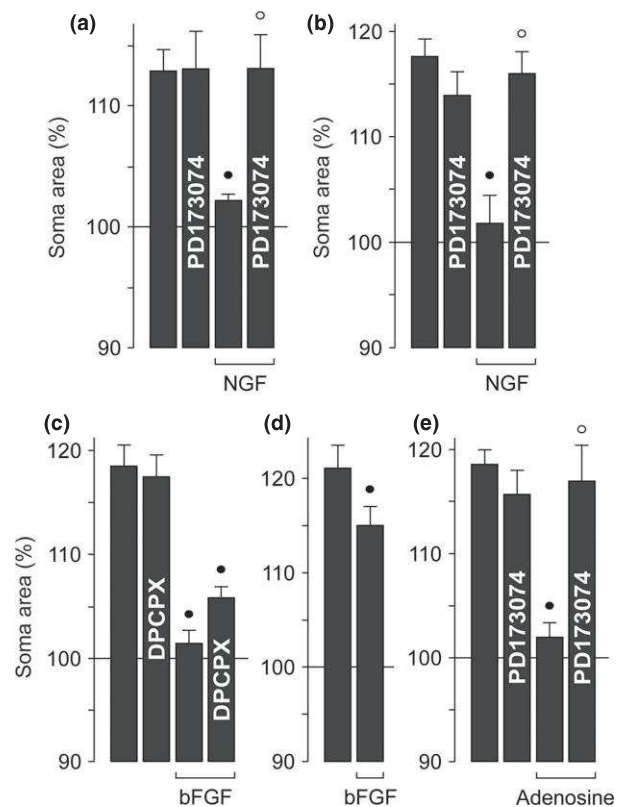 (a)
Soma area (%)
110
100
90
PD173074
PD173074
NGF
(b)
Soma area (%)
120
110
100
90
PD173074
PD173074
NGF
(c)
Soma area (%)
120
110
100
90
DPCPX
DPCPX
bFGF
(d)
120
110
100
90
bFGF
(e)
120
110
100
90
PD173074
PD173074
Adenosine